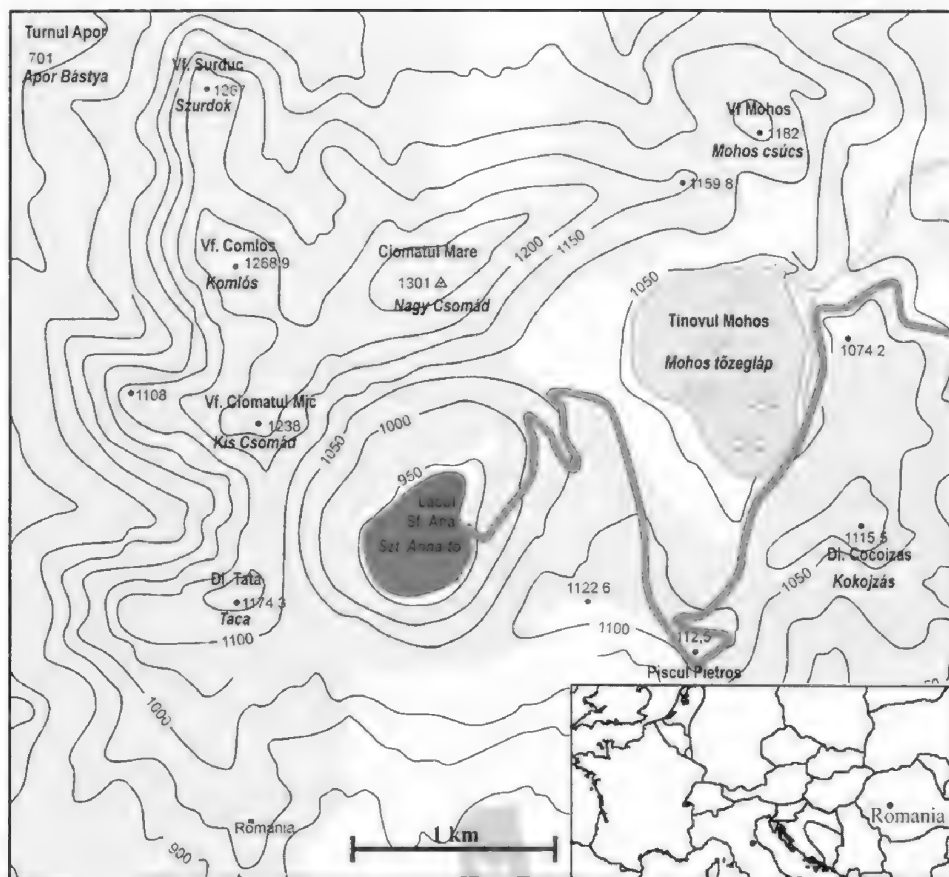 Turnul Apor
701
Apor Bástya
Vf. Surduc
1267
Szurdok
Vf Mohos
1182
Mohos csúcs
1159 8
Vf. Comlos
1268,9
Komlós
Ciomatul Mare
1301
Nagy Csomád
1200
1150
1050
Tinovul Mohos
Mohos tőzegláp
1074 2
1108
Vf. Ciomatul Mic
1238
Kis Csomád
1050
1000
950
Lacul
Sf. Ana
Szt. Anna-tó
1115,5
Dl. Cocoizas
Kokojzás
1050
Dl. Tata
1174,3
Taca
1100
1122 6
1100
112,5
Piscul Pietros
1000
900
Romania
1 km
Romania